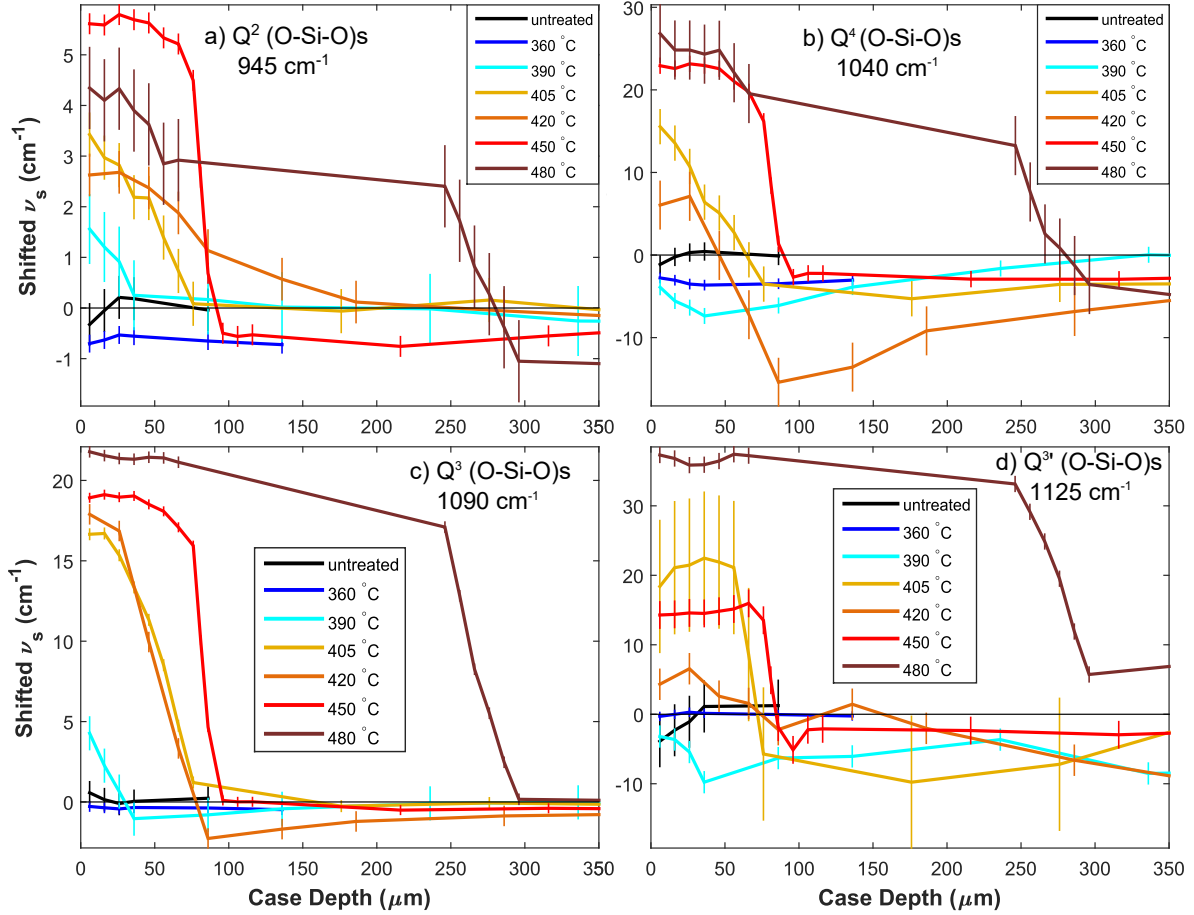 a) Q² (O-Si-O)s
945 cm⁻¹
untreated
360 °C
390 °C
405 °C
420 °C
450 °C
480 °C
5
4
3
2
1
0
-1
Shifted νs (cm⁻¹)
0 50 100 150 200 250 300 350
b) Q⁴ (O-Si-O)s
1040 cm⁻¹
untreated
360 °C
390 °C
405 °C
420 °C
450 °C
480 °C
30
20
10
0
-10
0 50 100 150 200 250 300 350
c) Q³ (O-Si-O)s
1090 cm⁻¹
untreated
360 °C
390 °C
405 °C
420 °C
450 °C
480 °C
20
15
10
5
0
Shifted νs (cm⁻¹)
0 50 100 150 200 250 300 350
Case Depth (μm)
d) Q³' (O-Si-O)s
1125 cm⁻¹
untreated
360 °C
390 °C
405 °C
420 °C
450 °C
480 °C
30
20
10
0
-10
0 50 100 150 200 250 300 350
Case Depth (μm)